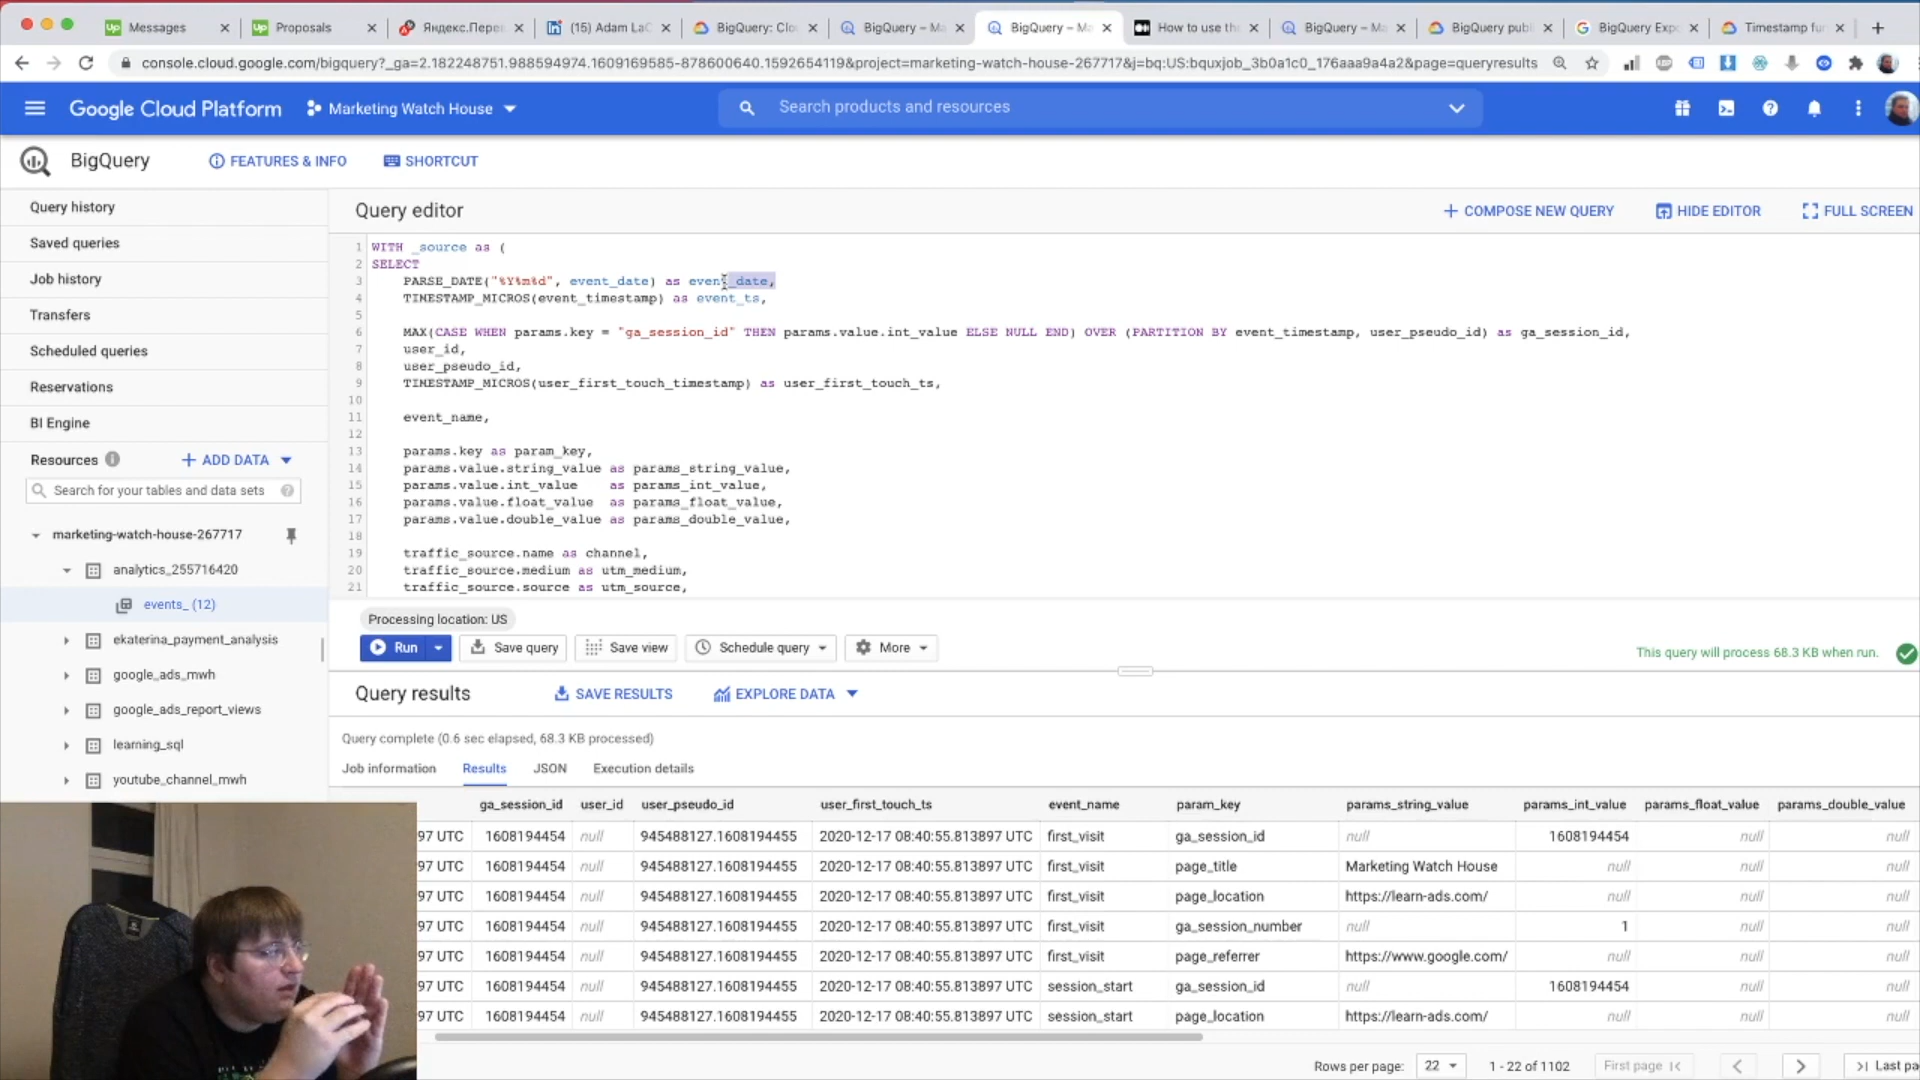 Messages
Proposals
Яндекс.Пере
(15) Adam LaC
BigQuery: Clo
BigQuery – Ma
BigQuery – Ma
How to use the
BigQuery – Ma
BigQuery publ
BigQuery Expo
Timestamp fun
console.cloud.google.com/bigquery?_ga=2.182248751.988594974.1609169585-878600640.1592654119&project=marketing-watch-house-267717&j=bq:US:bquxjob_3b0a1c0_176aaa9a4a2&page=queryresults
Google Cloud Platform
Marketing Watch House
Search products and resources
BigQuery
FEATURES & INFO
SHORTCUT
Query history
Saved queries
Job history
Transfers
Scheduled queries
Reservations
BI Engine
Resources
ADD DATA
Search for your tables and data sets
marketing-watch-house-267717
analytics_255716420
events_ (12)
ekaterina_payment_analysis
google_ads_mwh
google_ads_report_views
learning_sql
youtube_channel_mwh
Query editor
COMPOSE NEW QUERY
HIDE EDITOR
FULL SCREEN
1 WITH _source as (
2 SELECT
3 PARSE_DATE("%Y%m%d", event_date) as event_date,
4 TIMESTAMP_MICROS(event_timestamp) as event_ts,
5
6 MAX(CASE WHEN params.key = "ga_session_id" THEN params.value.int_value ELSE NULL END) OVER (PARTITION BY event_timestamp, user_pseudo_id) as ga_session_id,
7 user_id,
8 user_pseudo_id,
9 TIMESTAMP_MICROS(user_first_touch_timestamp) as user_first_touch_ts,
10
11 event_name,
12
13 params.key as param_key,
14 params.value.string_value as params_string_value,
15 params.value.int_value as params_int_value,
16 params.value.float_value as params_float_value,
17 params.value.double_value as params_double_value,
18
19 traffic_source.name as channel,
20 traffic_source.medium as utm_medium,
21 traffic_source.source as utm_source,
Processing location: US
Run
Save query
Save view
Schedule query
More
This query will process 68.3 KB when run.
Query results
SAVE RESULTS
EXPLORE DATA
Query complete (0.6 sec elapsed, 68.3 KB processed)
Job information
Results
JSON
Execution details
ga_session_id user_id user_pseudo_id user_first_touch_ts event_name param_key params_string_value params_int_value params_float_value params_double_value
97 UTC 1608194454 null 945488127.1608194455 2020-12-17 08:40:55.813897 UTC first_visit ga_session_id null 1608194454 null null
97 UTC 1608194454 null 945488127.1608194455 2020-12-17 08:40:55.813897 UTC first_visit page_title Marketing Watch House null null null
97 UTC 1608194454 null 945488127.1608194455 2020-12-17 08:40:55.813897 UTC first_visit page_location https://learn-ads.com/ null null null
97 UTC 1608194454 null 945488127.1608194455 2020-12-17 08:40:55.813897 UTC first_visit ga_session_number null 1 null null
97 UTC 1608194454 null 945488127.1608194455 2020-12-17 08:40:55.813897 UTC first_visit page_referrer https://www.google.com/ null null null
97 UTC 1608194454 null 945488127.1608194455 2020-12-17 08:40:55.813897 UTC session_start ga_session_id null 1608194454 null null
97 UTC 1608194454 null 945488127.1608194455 2020-12-17 08:40:55.813897 UTC session_start page_location https://learn-ads.com/ null null null
Rows per page: 22 1 - 22 of 1102 First page Last pa